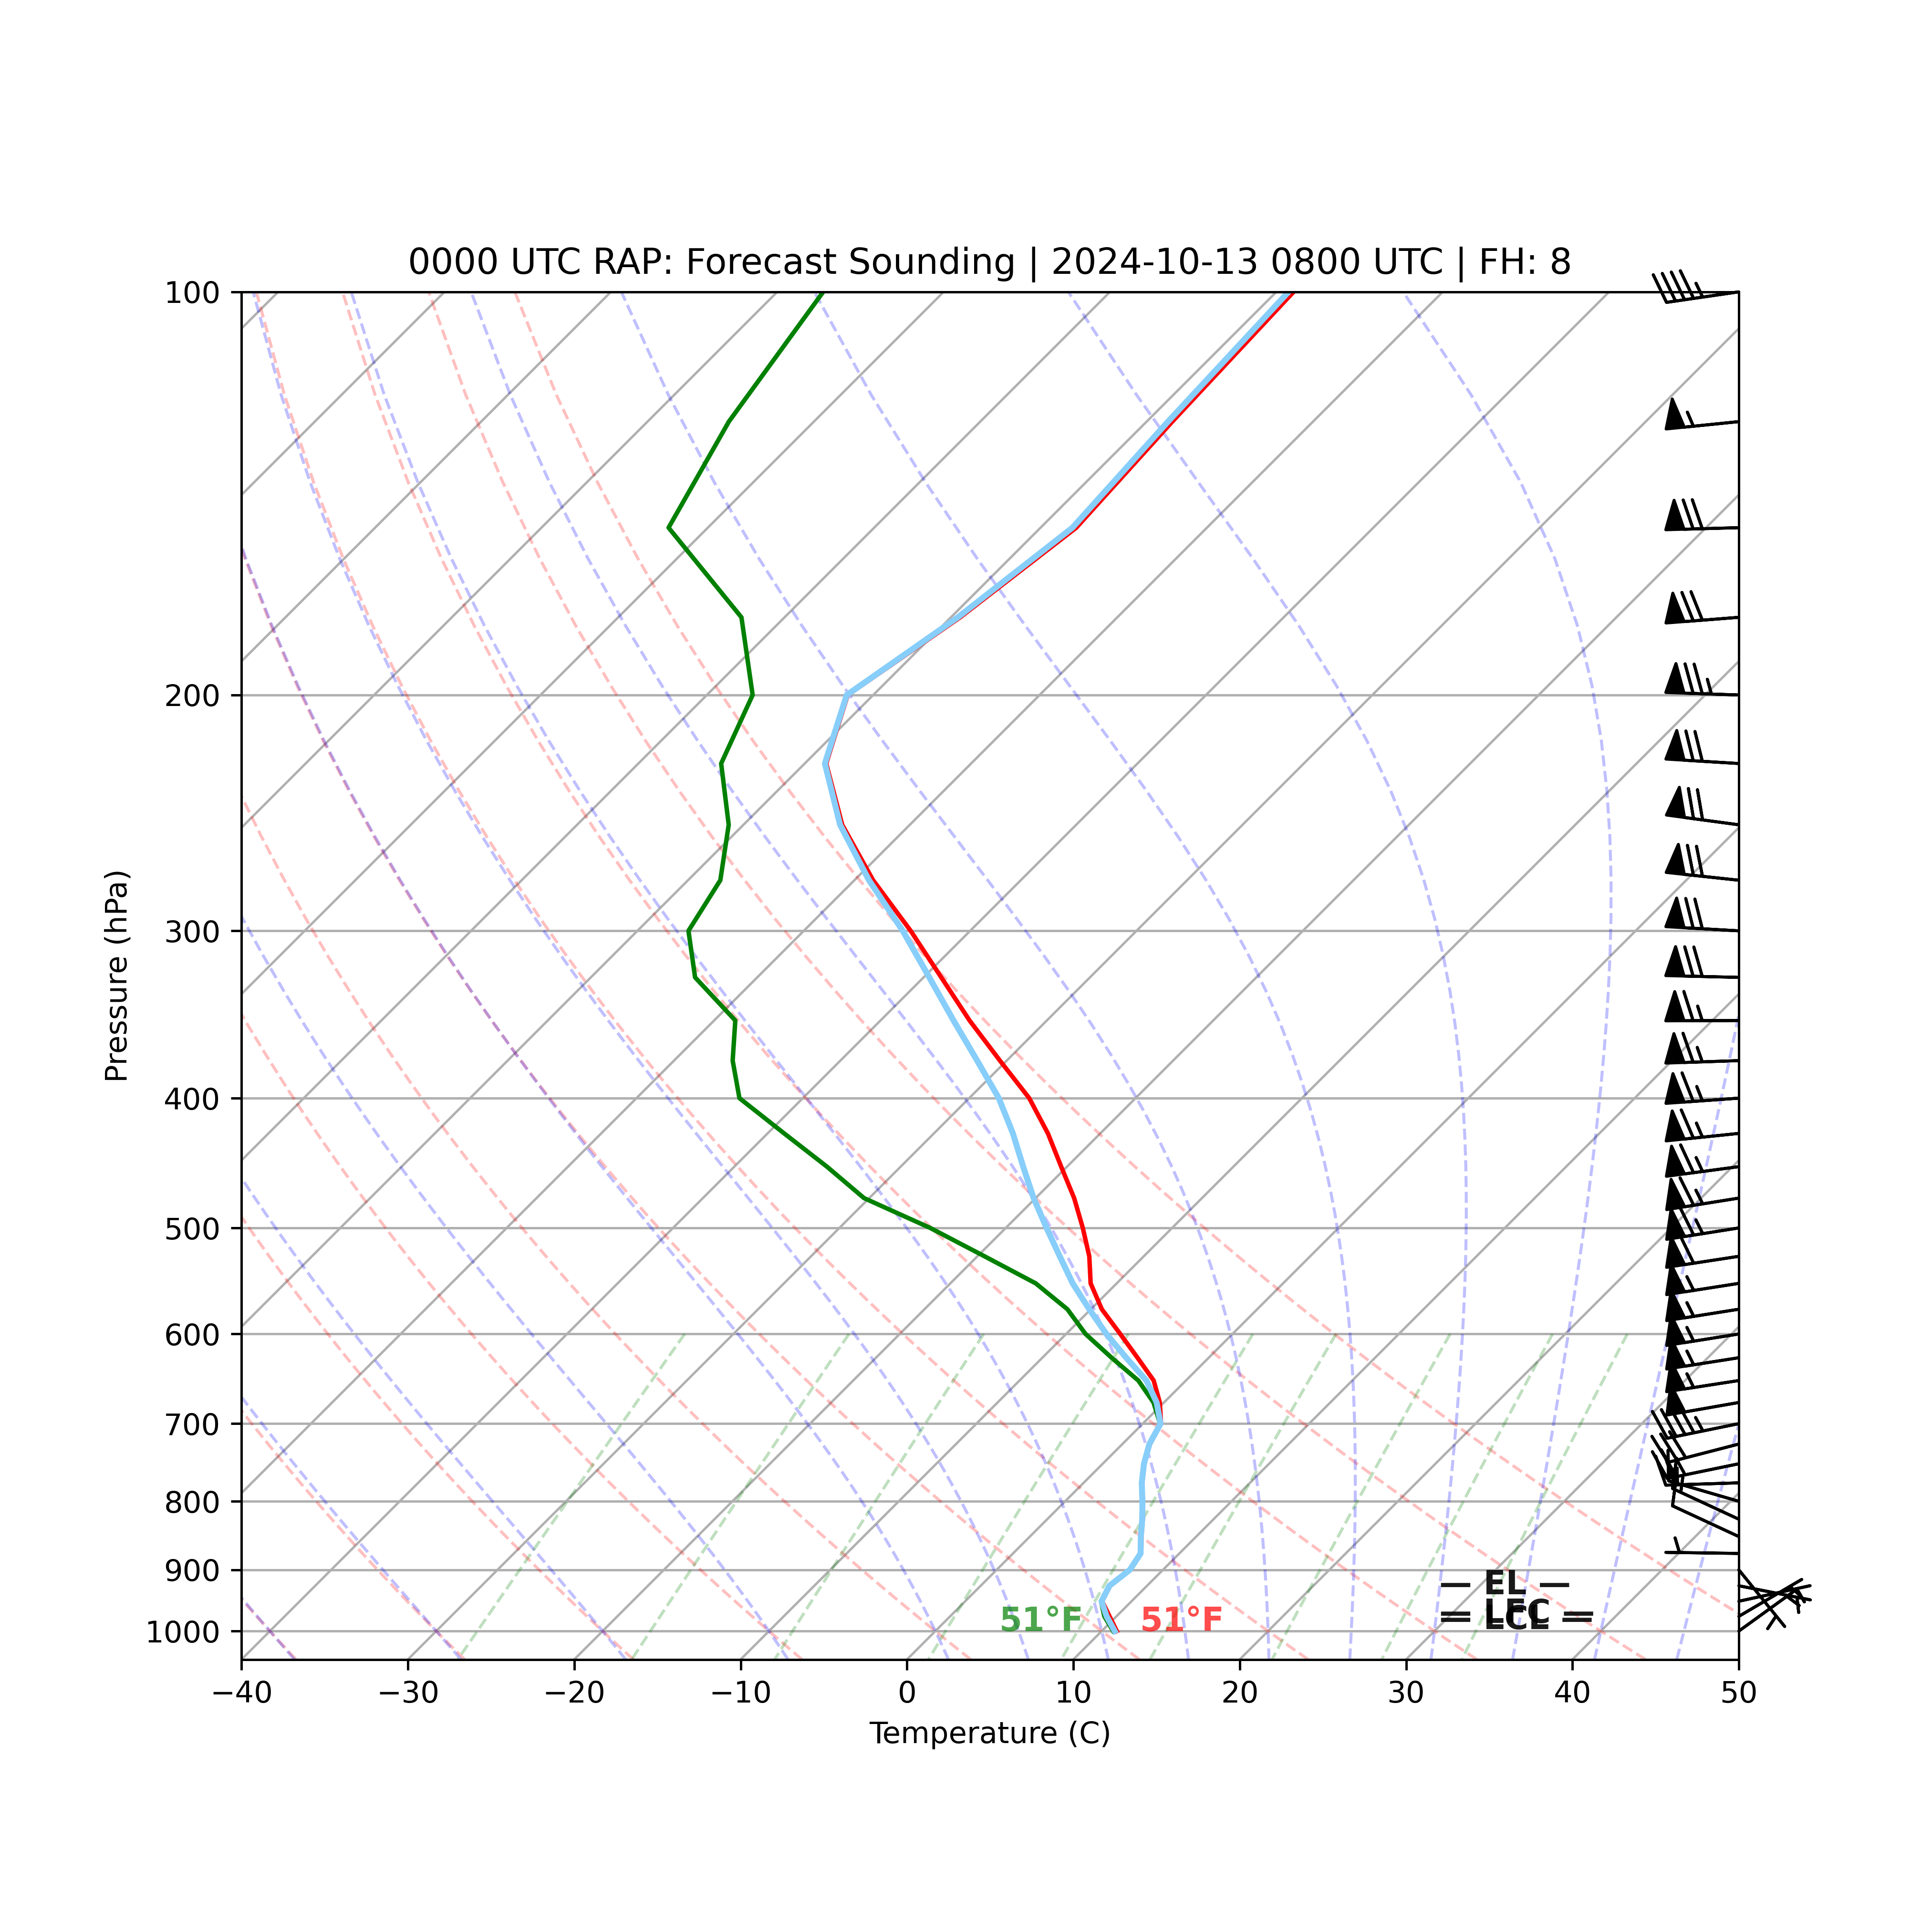 0000 UTC RAP: Forecast Sounding | 2024-10-13 0800 UTC | FH: 8
100
200
300
400
500
600
700
800
900
1000
Pressure (hPa)
— EL —
— LFC —
— LCL —
51°F 51°F
−40 −30 −20 −10 0 10 20 30 40 50
Temperature (C)